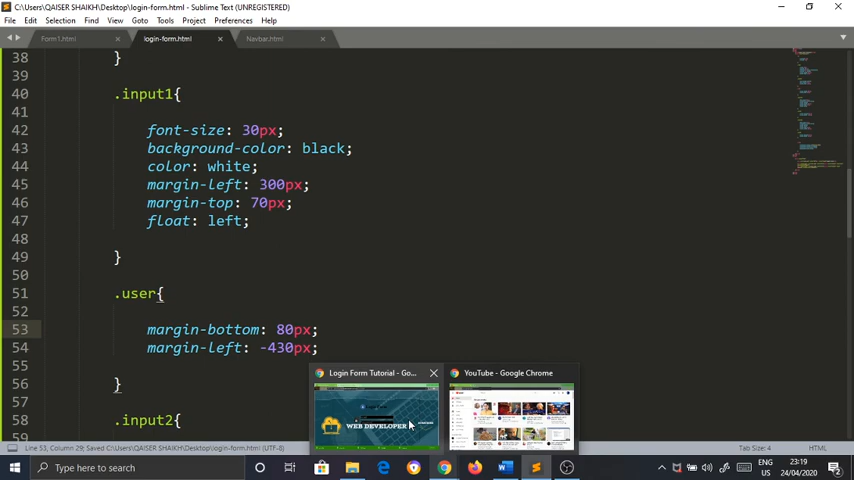 C:\Users\QAISER SHAIKH\Desktop\login-form.html - Sublime Text (UNREGISTERED)
File Edit Selection Find View Goto Tools Project Preferences Help
Form1.html login-form.html Navbar.html
38 }
39
40 .input1{
41
42 font-size: 30px;
43 background-color: black;
44 color: white;
45 margin-left: 300px;
46 margin-top: 70px;
47 float: left;
48
49 }
50
51 .user{
52
53 margin-bottom: 80px;
54 margin-left: -430px;
55
56 }
57
58 .input2{
Login Form Tutorial - Go... YouTube - Google Chrome
WEB DEVELOPER
Line 53, Column 29; Saved C:\Users\QAISER SHAIKH\Desktop\login-form.html (UTF-8) Tab Size: 4 HTML
Type here to search
ENG
US
23:19
24/04/2020
2